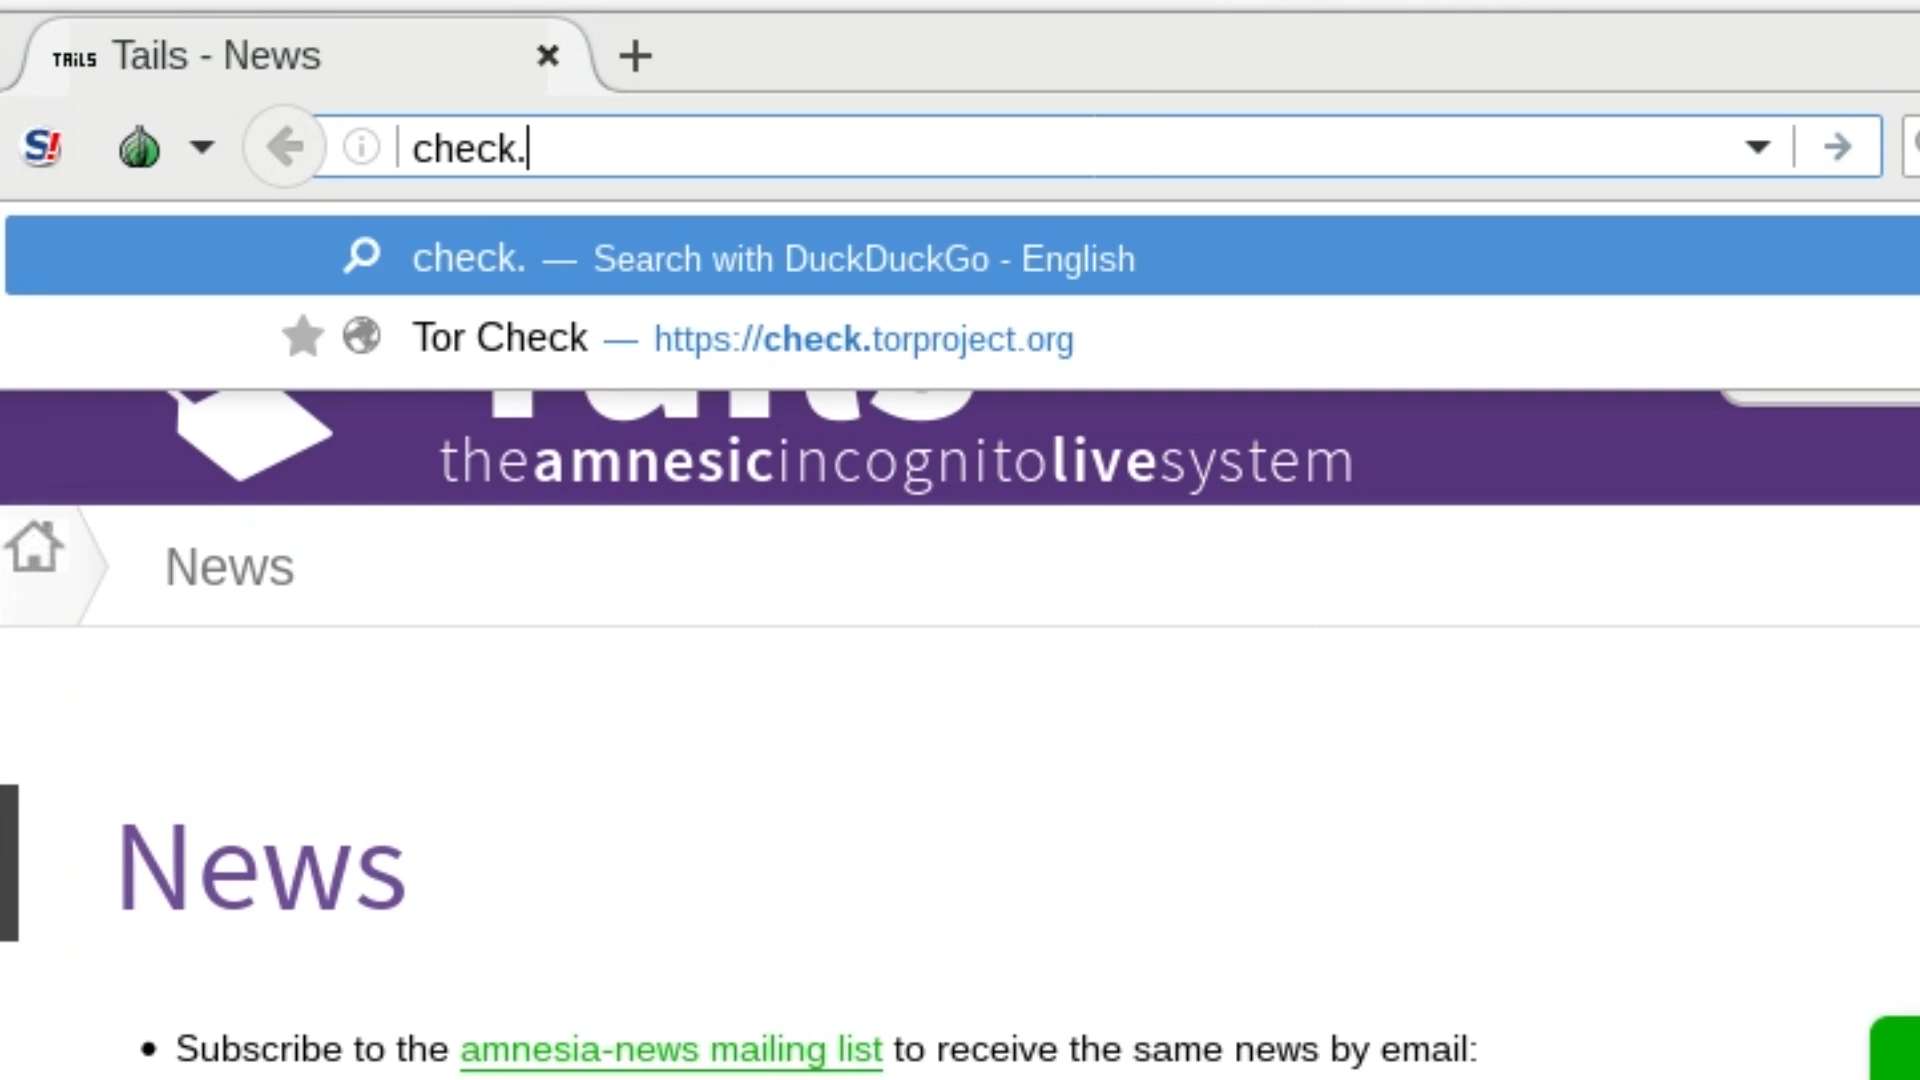 TAILS Tails - News
S! check.
check. — Search with DuckDuckGo - English
Tor Check — https://check.torproject.org
Tails
theamnesicincognitolivesystem
News
News
• Subscribe to the amnesia-news mailing list to receive the same news by email: